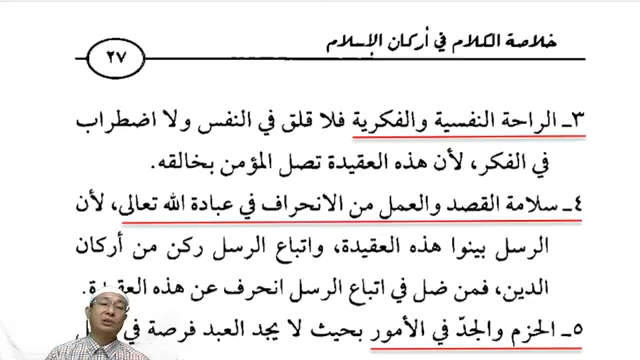 خلاصة الكلام في أركان الإسلام
٢٧
٣ـ الراحة النفسية والفكرية فلا قلق في النفس ولا اضطراب
في الفكر، لأن هذه العقيدة تصل المؤمن بخالقه.
٤ـ سلامة القصد والعمل من الانحراف في عبادة الله تعالى، لأن
الرسل بينوا هذه العقيدة، واتباع الرسل ركن من أركان
الدين، فمن ضل في اتباع الرسل انحرف عن هذه العقيدة.
٥ـ الحزم والجدّ في الأمور بحيث لا يجد العبد فرصة في